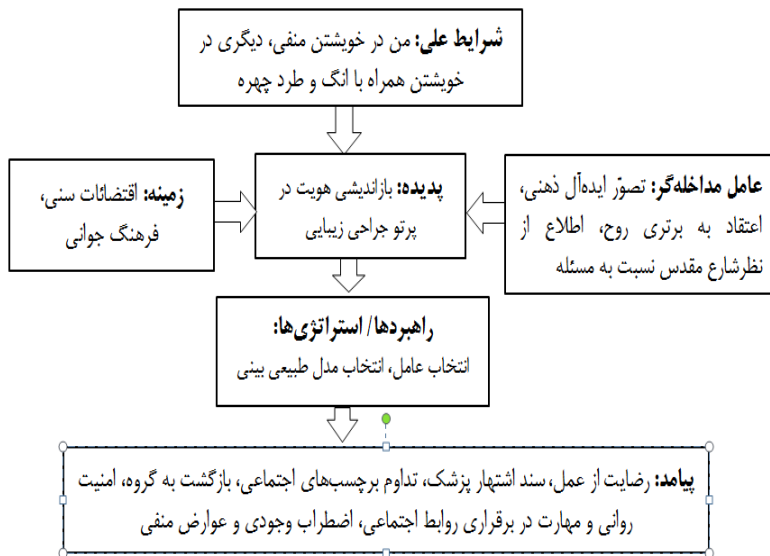 شرایط علی: من در خویشتن منفی، دیگری در
خویشتن همراه با انگ و طرد چهره
عامل مداخله‌گر: تصوّر ایده‌آل ذهنی،
اعتقاد به برتری روح، اطلاع از
نظرشارع مقدس نسبت به مسئله
پدیده: بازاندیشی هویت در
پرتو جراحی زیبایی
زمینه: اقتضائات سنی،
فرهنگ جوانی
راهبردها/ استراتژی‌ها:
انتخاب عامل، انتخاب مدل طبیعی بینی
پیامد: رضایت از عمل، سند اشتهار پزشک، تداوم برچسب‌های اجتماعی، بازگشت به گروه، امنیت
روانی و مهارت در برقراری روابط اجتماعی، اضطراب وجودی و عوارض منفی